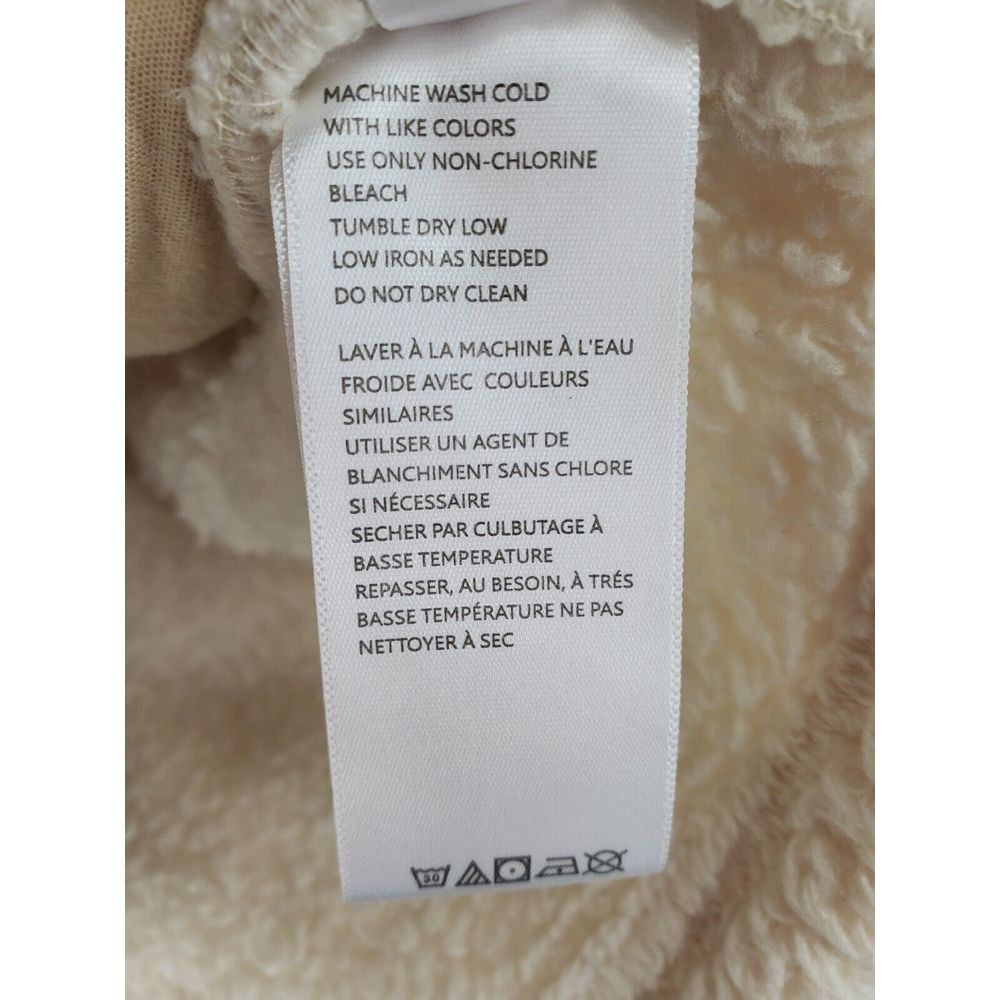 MACHINE WASH COLD
WITH LIKE COLORS
USE ONLY NON-CHLORINE
BLEACH
TUMBLE DRY LOW
LOW IRON AS NEEDED
DO NOT DRY CLEAN
LAVER À LA MACHINE À L'EAU
FROIDE AVEC COULEURS
SIMILAIRES
UTILISER UN AGENT DE
BLANCHIMENT SANS CHLORE
SI NÉCESSAIRE
SECHER PAR CULBUTAGE À
BASSE TEMPERATURE
REPASSER, AU BESOIN, À TRÉS
BASSE TEMPÉRATURE NE PAS
NETTOYER À SEC
30